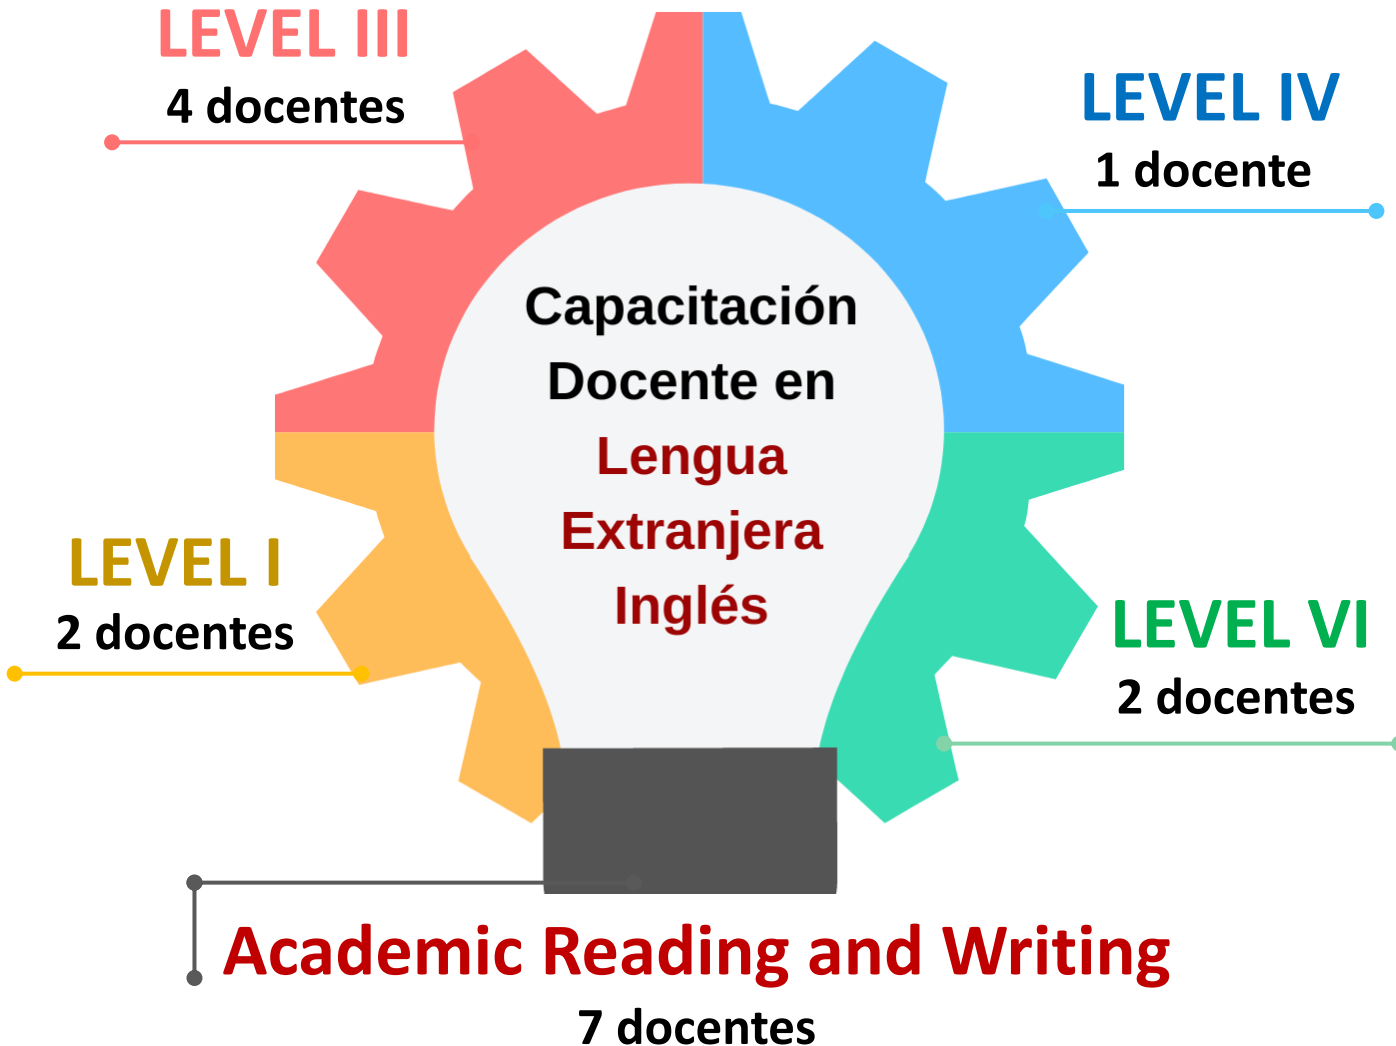 LEVEL III
4 docentes
LEVEL IV
1 docente
Capacitación
Docente en
Lengua
Extranjera
Inglés
LEVEL I
2 docentes
LEVEL VI
2 docentes
Academic Reading and Writing
7 docentes